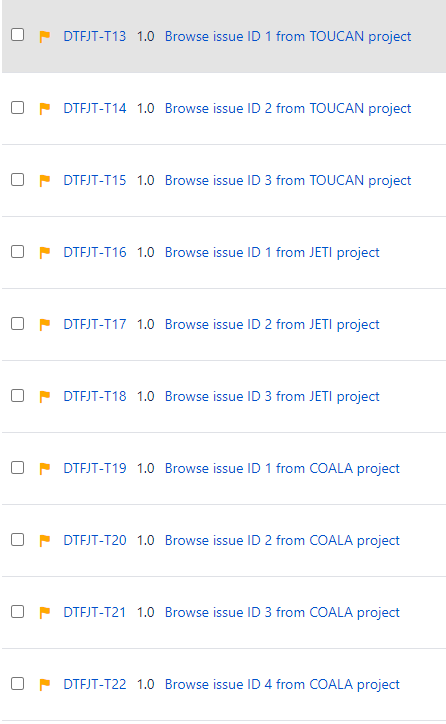 DTFJT-T13 1.0 Browse issue ID 1 from TOUCAN project
DTFJT-T14 1.0 Browse issue ID 2 from TOUCAN project
DTFJT-T15 1.0 Browse issue ID 3 from TOUCAN project
DTFJT-T16 1.0 Browse issue ID 1 from JETI project
DTFJT-T17 1.0 Browse issue ID 2 from JETI project
DTFJT-T18 1.0 Browse issue ID 3 from JETI project
DTFJT-T19 1.0 Browse issue ID 1 from COALA project
DTFJT-T20 1.0 Browse issue ID 2 from COALA project
DTFJT-T21 1.0 Browse issue ID 3 from COALA project
DTFJT-T22 1.0 Browse issue ID 4 from COALA project